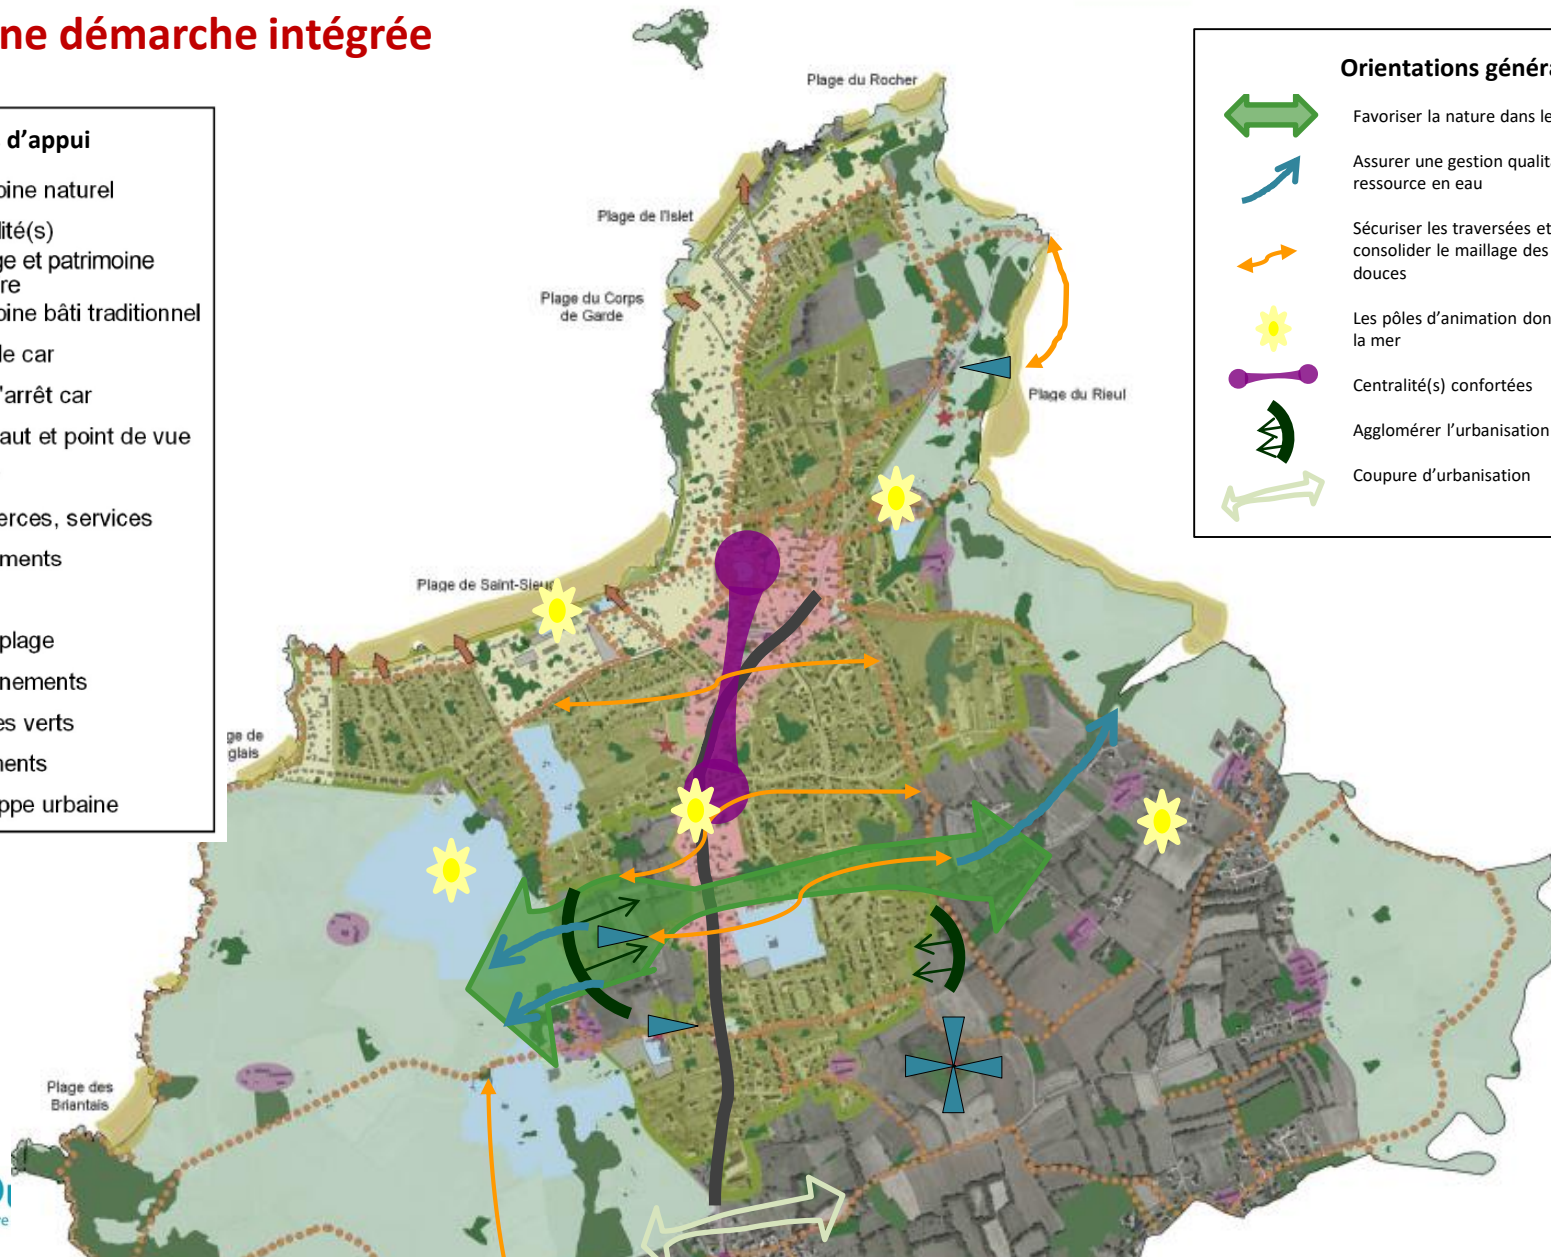 ne démarche intégrée
d'appui
oine naturel
lité(s)
ge et patrimoine
re
oine bâti traditionnel
le car
'arrêt car
aut et point de vue
erces, services
ments
plage
nements
es verts
nents
ppe urbaine
Orientations génér
Favoriser la nature dans le
Assurer une gestion qualit
ressource en eau
Sécuriser les traversées et
consolider le maillage des
douces
Les pôles d'animation don
la mer
Centralité(s) confortées
Agglomérer l'urbanisation
Coupure d'urbanisation
Plage du Rocher
Plage de l'Islet
Plage du Corps
de Garde
Plage du Rieul
Plage de Saint-Sieu
ge de
glais
Plage des
Briantais